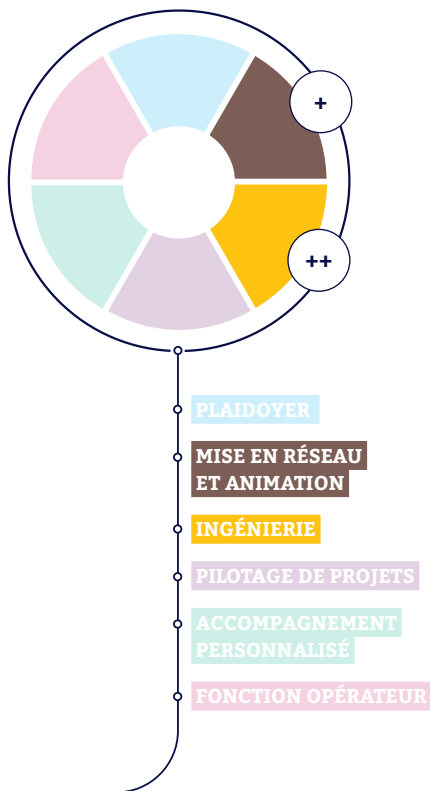 +
++
PLAIDOYER
MISE EN RÉSEAU
ET ANIMATION
INGÉNIERIE
PILOTAGE DE PROJETS
ACCOMPAGNEMENT
PERSONNALISÉ
FONCTION OPÉRATEUR